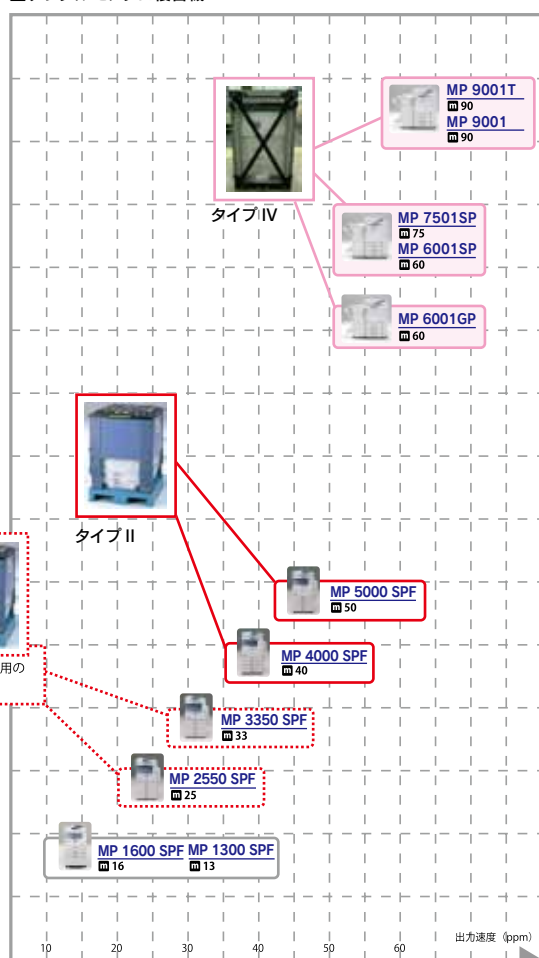 MP 9001T
m 90
MP 9001
m 90
タイプ IV
MP 7501SP
m 75
MP 6001SP
m 60
MP 6001GP
m 60
タイプ II
MP 5000 SPF
m 50
MP 4000 SPF
m 40
用の
MP 3350 SPF
m 33
MP 2550 SPF
m 25
MP 1600 SPF MP 1300 SPF
m 16 m 13
出力速度(ppm)
10 20 30 40 50 60